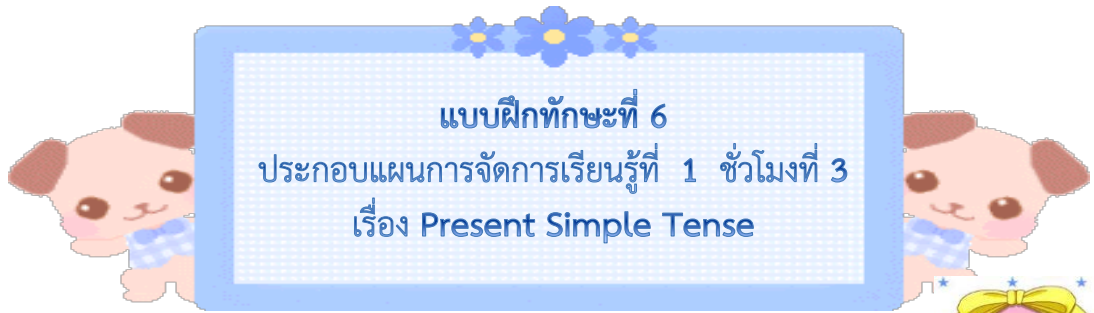 แบบฝึกทักษะที่ 6
ประกอบแผนการจัดการเรียนรู้ที่ 1 ชั่วโมงที่ 3
เรื่อง Present Simple Tense